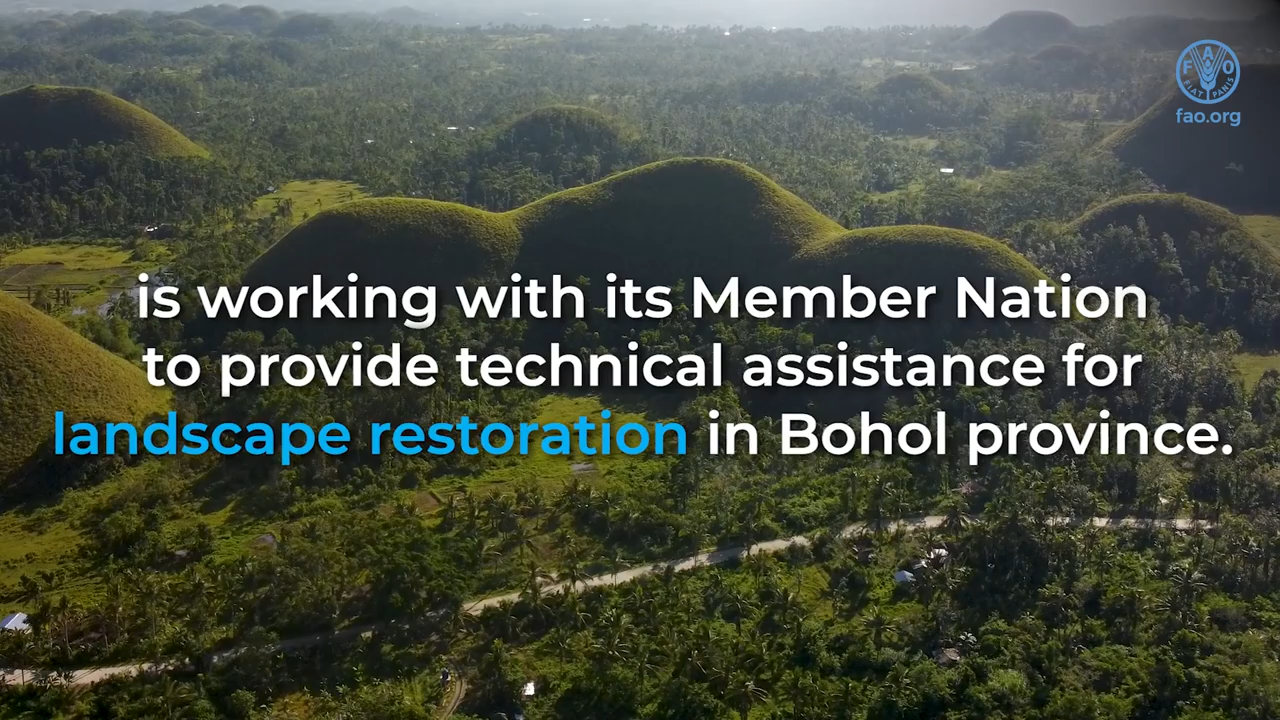 F A O
FIAT PANIS
fao.org
is working with its Member Nation
to provide technical assistance for
landscape restoration in Bohol province.